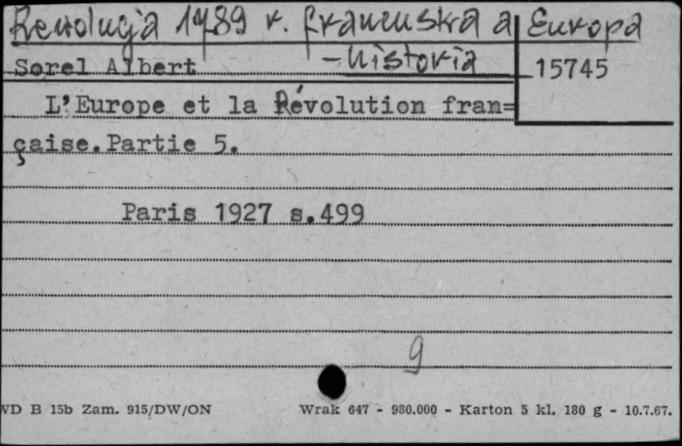 Rewolucja 1789 r. francuska a Europa
- historia
Sorel Albert
15745
L'Europe et la Révolution fran=
çaise.Partie 5.
Paris 1927 s.499
9
WD B 15b Zam. 915/DW/ON Wrak 647 - 980.000 - Karton 5 kl. 180 g - 10.7.67.